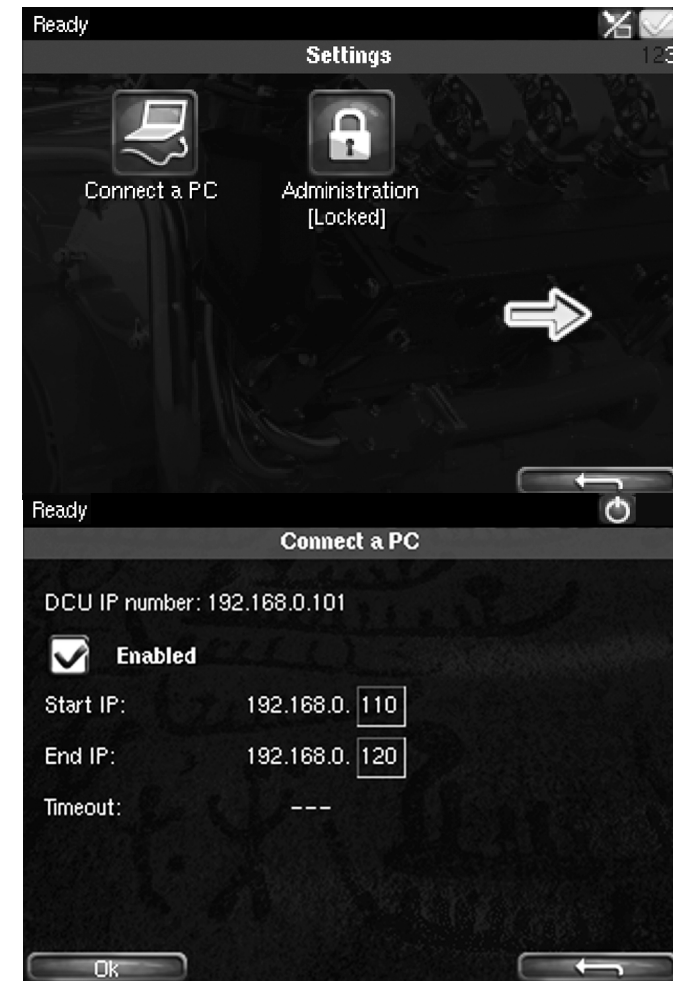 Ready
Settings
123
Connect a PC
Administration
[Locked]
Ready
Connect a PC
DCU IP number: 192.168.0.101
Enabled
Start IP: 192.168.0. 110
End IP: 192.168.0. 120
Timeout: ---
Ok